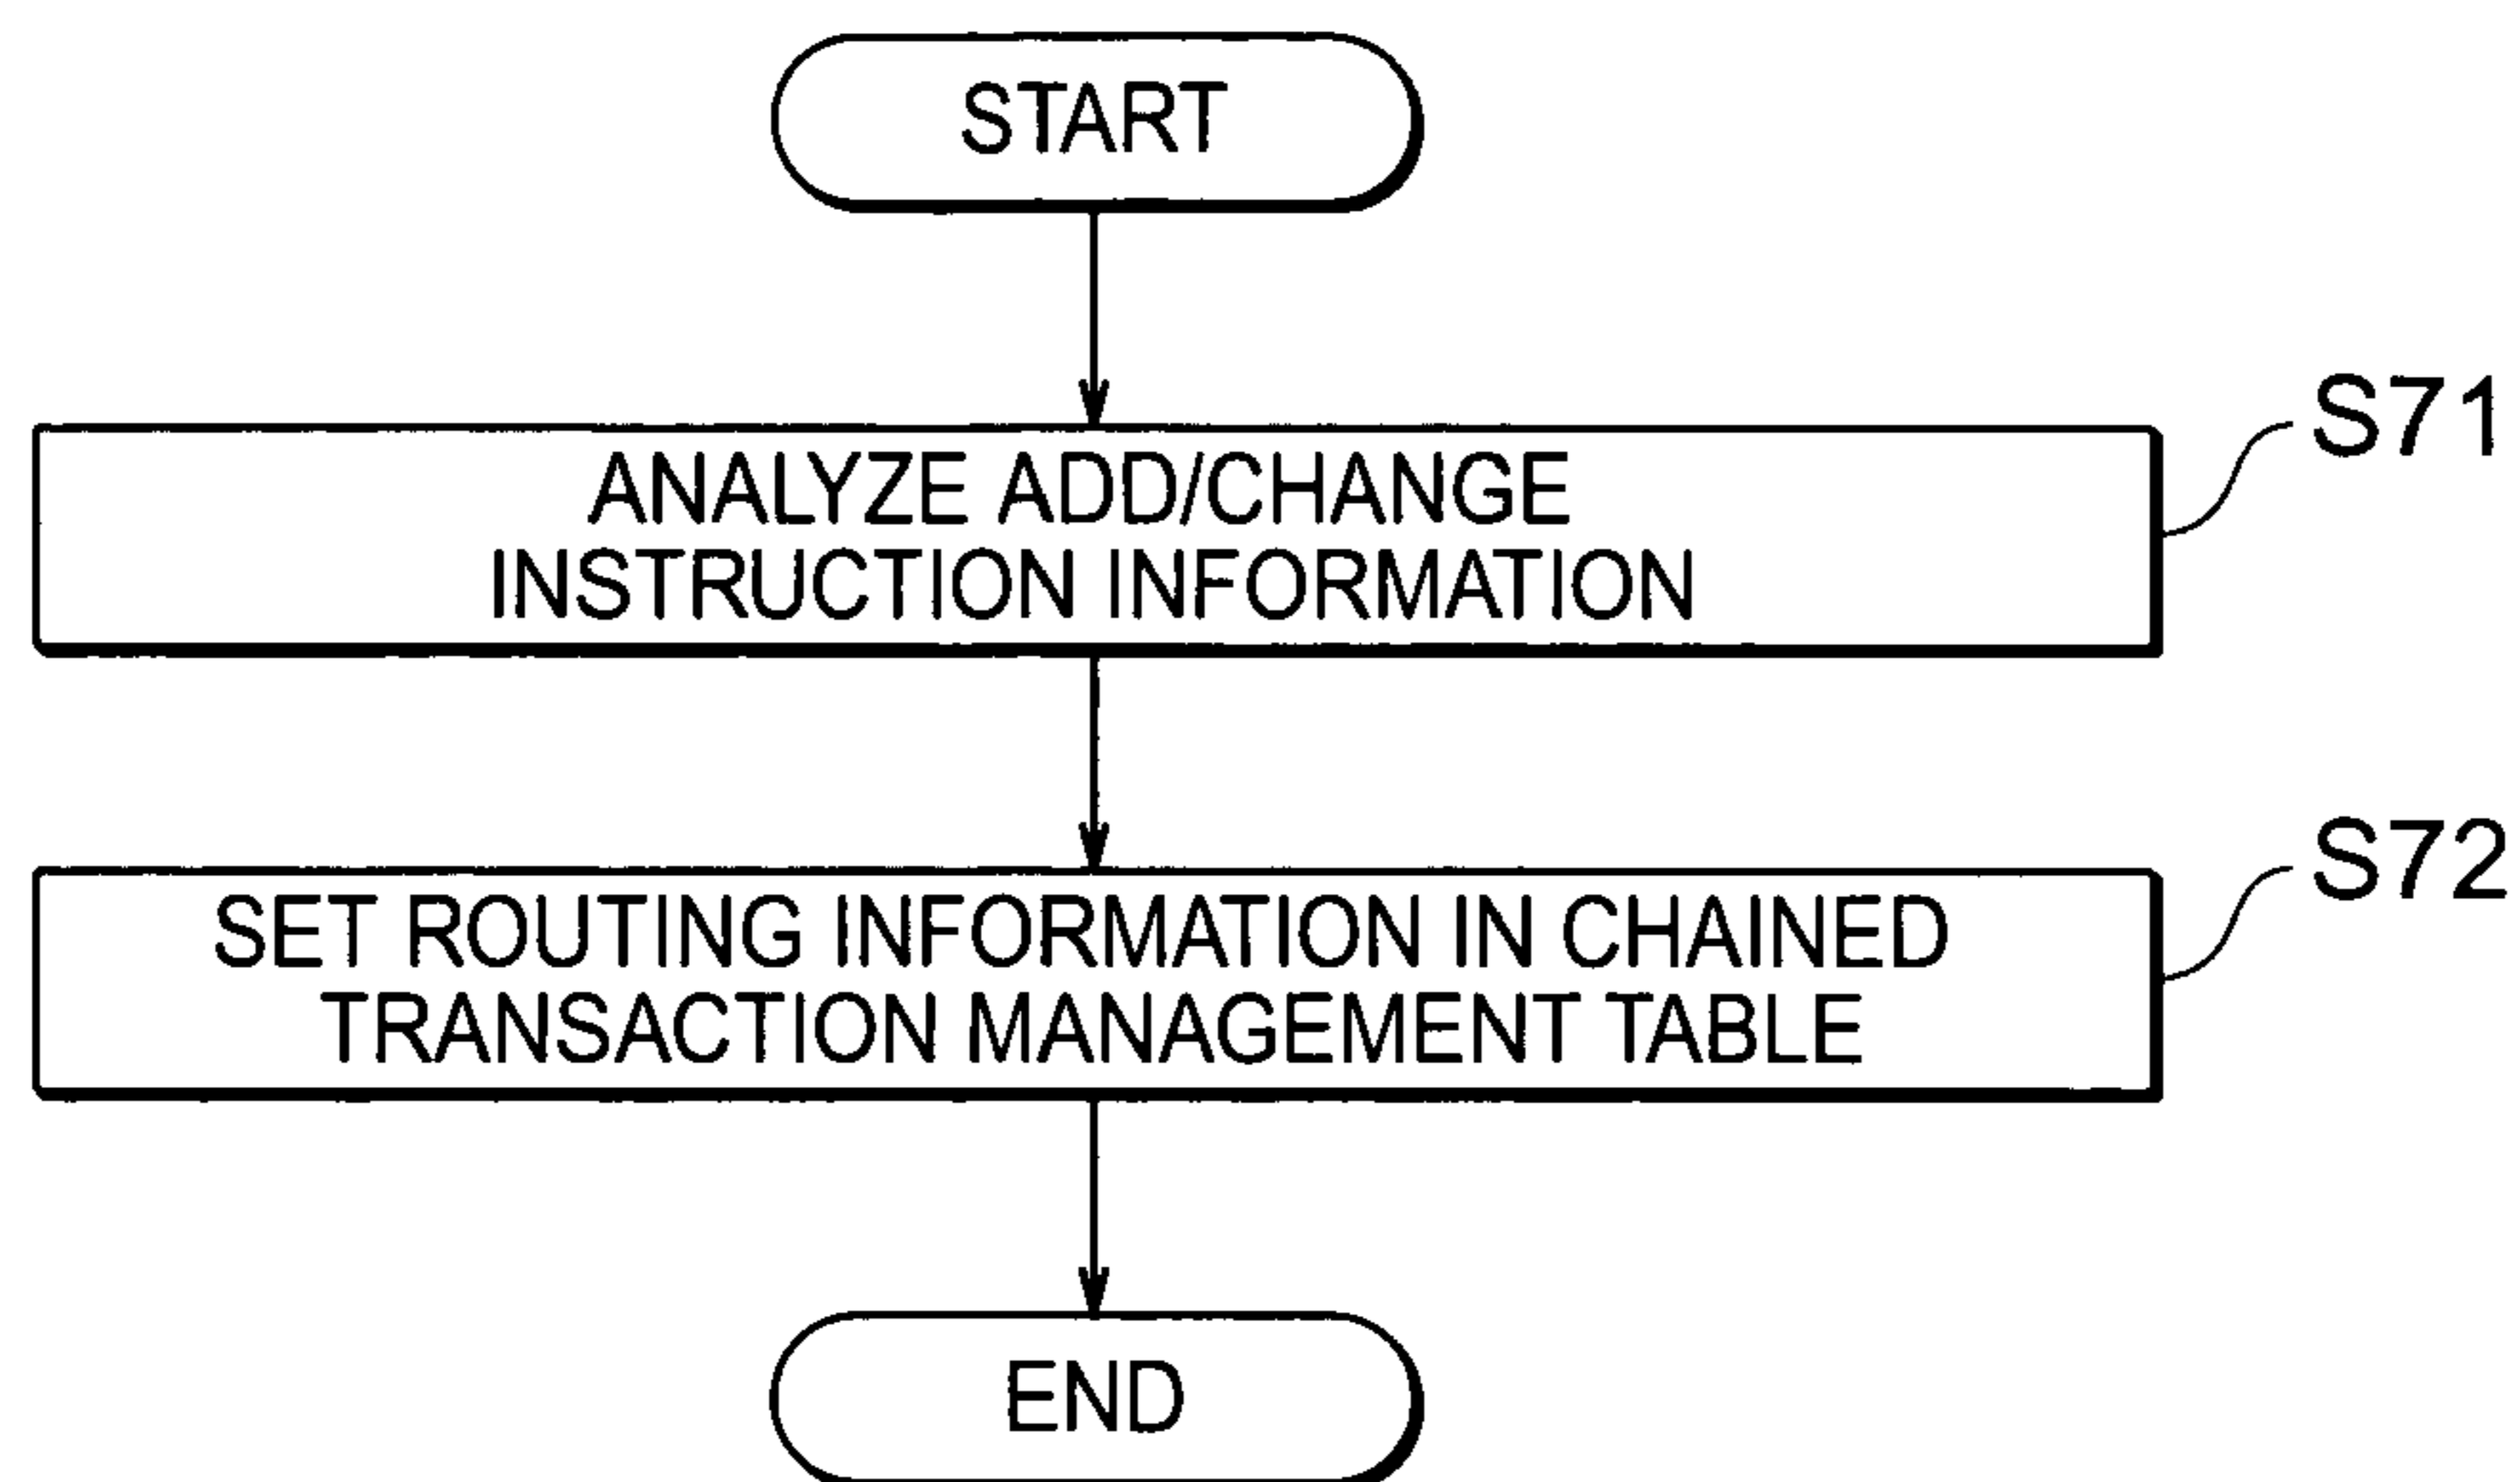 START
S71
ANALYZE ADD/CHANGE
INSTRUCTION INFORMATION
S72
SET ROUTING INFORMATION IN CHAINED
TRANSACTION MANAGEMENT TABLE
END